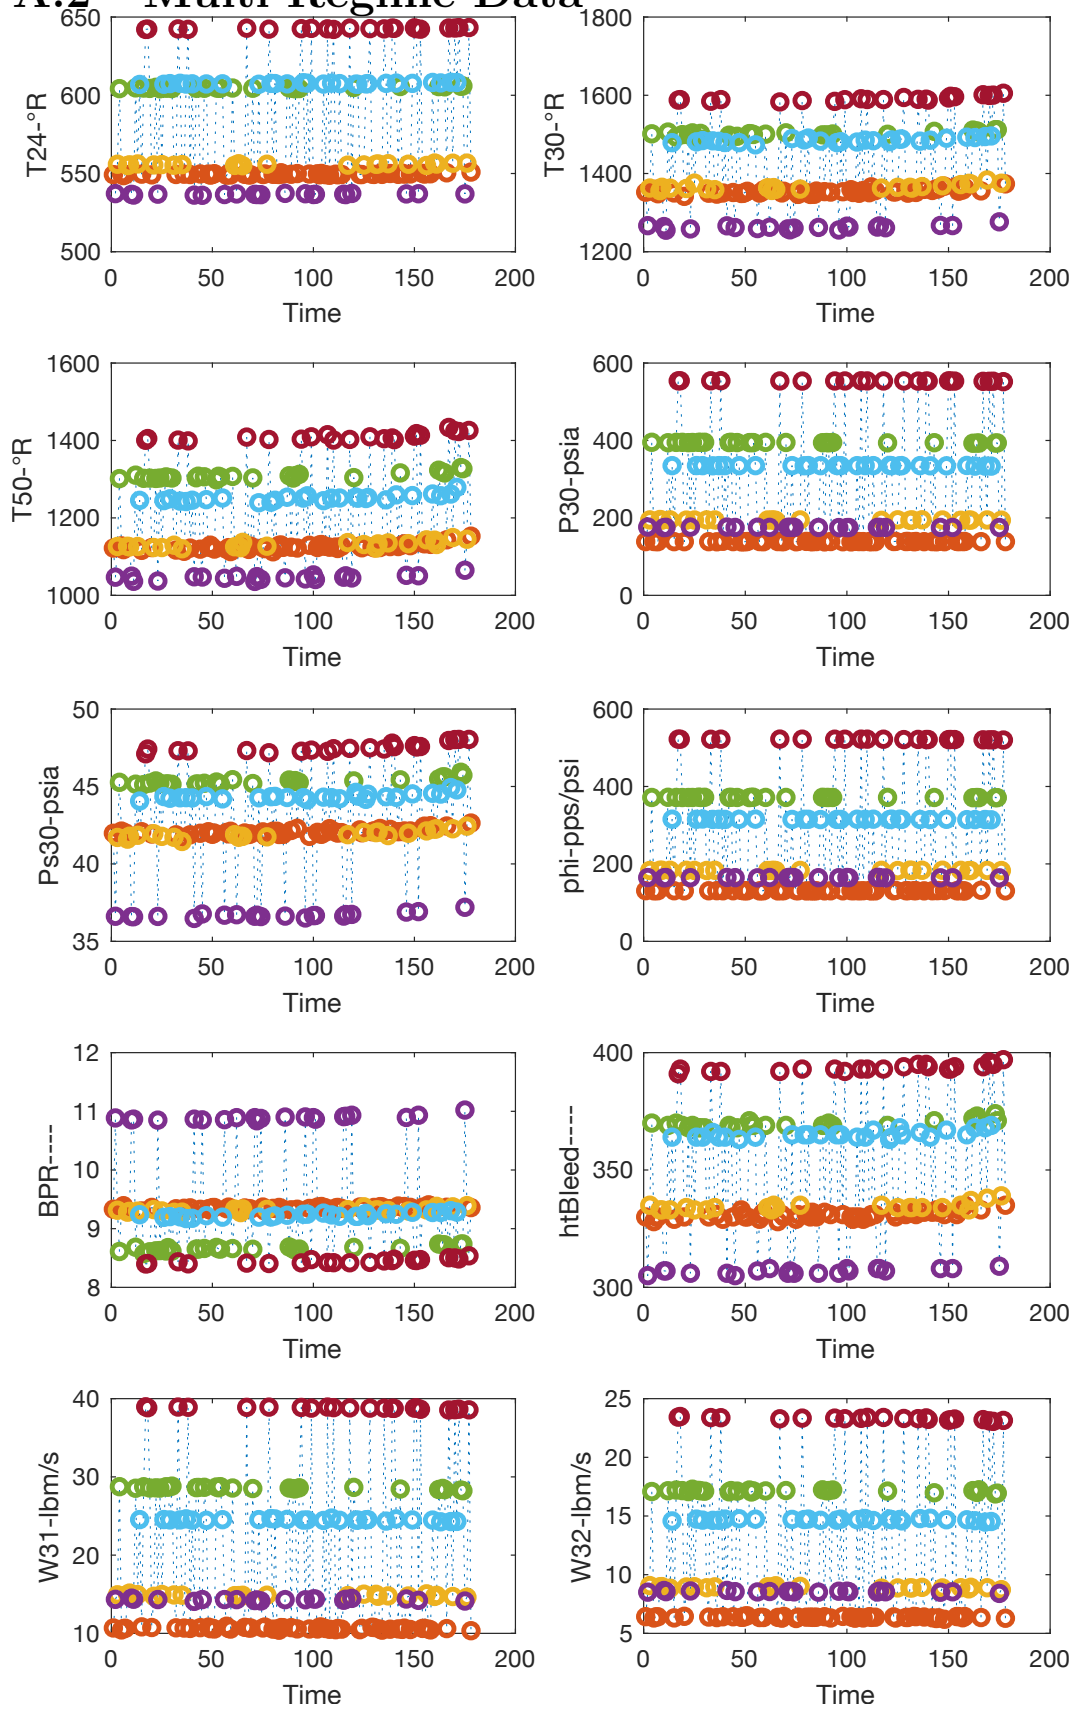 A.2 Multi-Regime Data
650
600
550
500
T24-°R
0 50 100 150 200
Time
1800
1600
1400
1200
T30-°R
0 50 100 150 200
Time
1600
1400
1200
1000
T50-°R
0 50 100 150 200
Time
600
400
200
0
P30-psia
0 50 100 150 200
Time
50
45
40
35
Ps30-psia
0 50 100 150 200
Time
600
400
200
0
phi-pps/psi
0 50 100 150 200
Time
12
11
10
9
8
BPR----
0 50 100 150 200
Time
400
350
300
htBleed----
0 50 100 150 200
Time
40
30
20
10
W31-lbm/s
0 50 100 150 200
Time
25
20
15
10
5
W32-lbm/s
0 50 100 150 200
Time